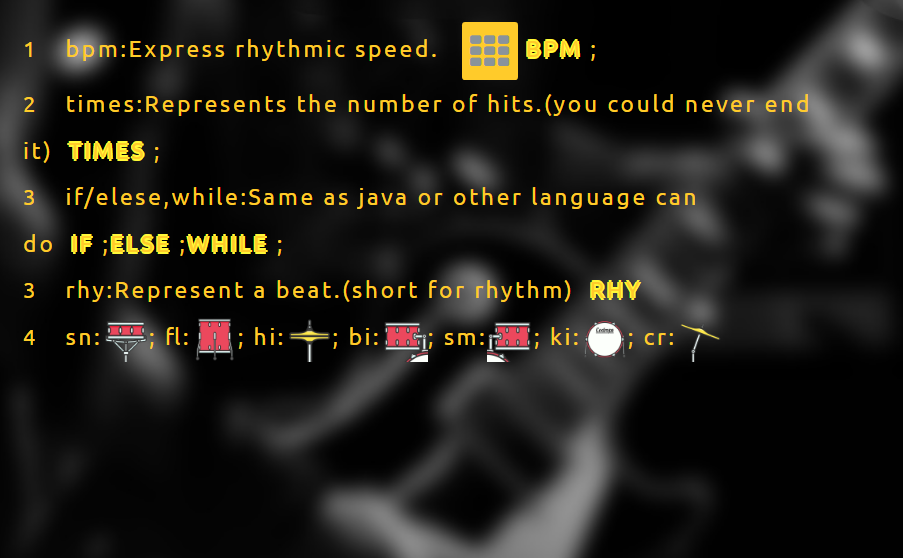 1 bpm:Express rhythmic speed. BPM ;
2 times:Represents the number of hits.(you could never end
it) TIMES ;
3 if/elese,while:Same as java or other language can
do IF ;ELSE ;WHILE ;
3 rhy:Represent a beat.(short for rhythm) RHY
4 sn: ; fl: ; hi: ; bi: ; sm: ; ki: ; cr: